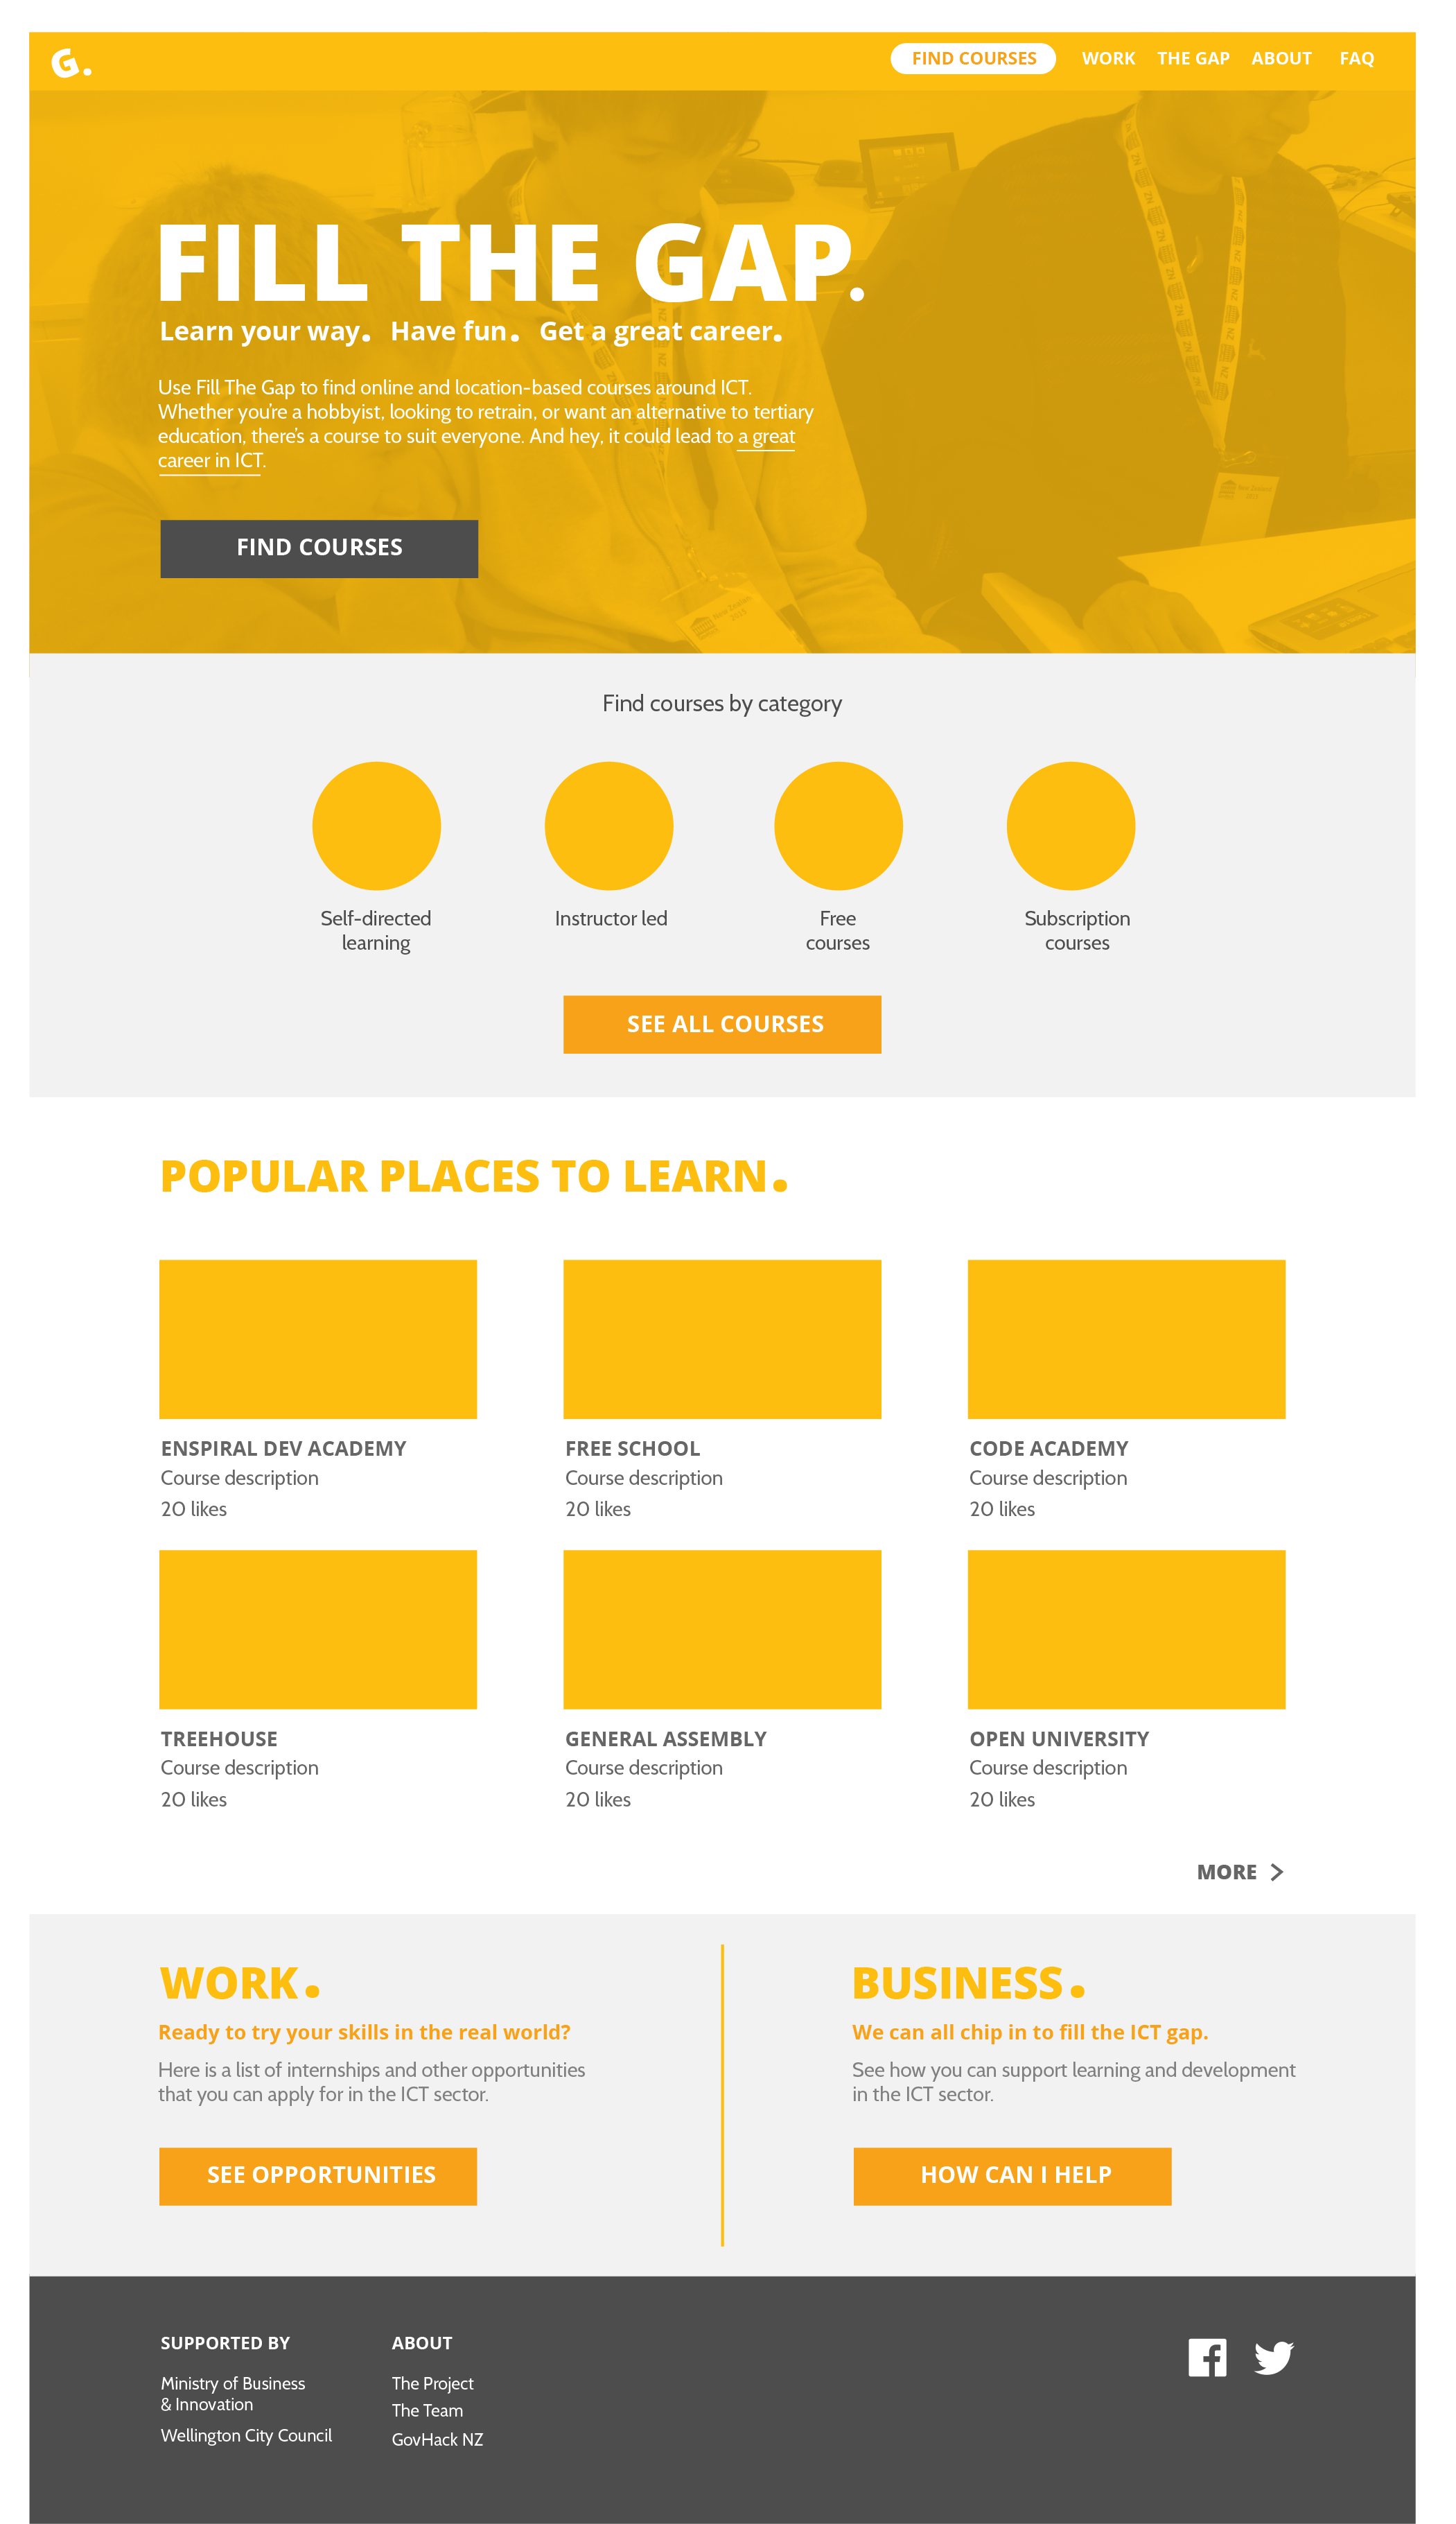 G.
FIND COURSES WORK THE GAP ABOUT FAQ
FILL THE GAP.
Learn your way. Have fun. Get a great career.
Use Fill The Gap to find online and location-based courses around ICT.
Whether you're a hobbyist, looking to retrain, or want an alternative to tertiary
education, there's a course to suit everyone. And hey, it could lead to a great
career in ICT.
FIND COURSES
Find courses by category
Self-directed
learning
Instructor led
Free
courses
Subscription
courses
SEE ALL COURSES
POPULAR PLACES TO LEARN.
ENSPIRAL DEV ACADEMY
Course description
20 likes
FREE SCHOOL
Course description
20 likes
CODE ACADEMY
Course description
20 likes
TREEHOUSE
Course description
20 likes
GENERAL ASSEMBLY
Course description
20 likes
OPEN UNIVERSITY
Course description
20 likes
MORE >
WORK.
Ready to try your skills in the real world?
Here is a list of internships and other opportunities
that you can apply for in the ICT sector.
SEE OPPORTUNITIES
BUSINESS.
We can all chip in to fill the ICT gap.
See how you can support learning and development
in the ICT sector.
HOW CAN I HELP
SUPPORTED BY
Ministry of Business
& Innovation
Wellington City Council
ABOUT
The Project
The Team
GovHack NZ